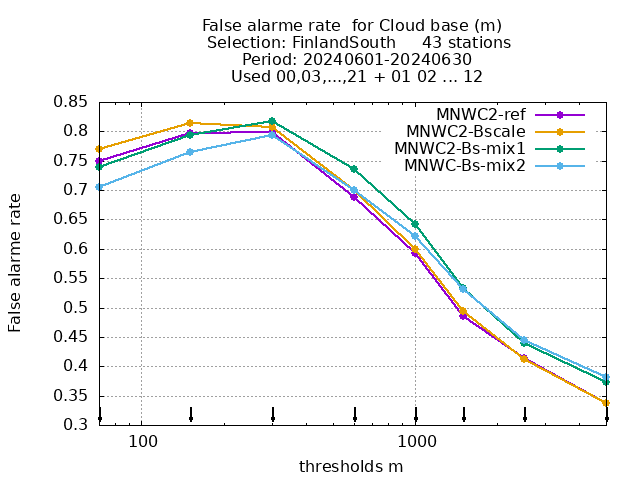 False alarme rate  for Cloud base (m)
Selection: FinlandSouth     43 stations
Period: 20240601-20240630
Used 00,03,...,21 + 01 02 ... 12
MNWC2-ref
MNWC2-Bscale
MNWC2-Bs-mix1
MNWC-Bs-mix2
False alarme rate
0.85
0.8
0.75
0.7
0.65
0.6
0.55
0.5
0.45
0.4
0.35
0.3
100 1000
thresholds m